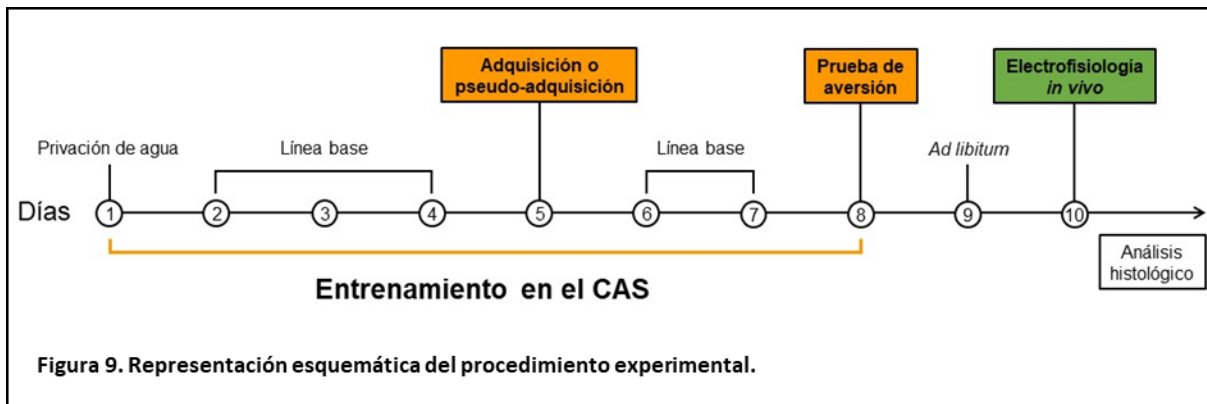 Adquisición o
pseudo-adquisición
Prueba de
aversión
Electrofisiología
in vivo
Privación de agua
Línea base
Línea base
Ad libitum
Días 1 2 3 4 5 6 7 8 9 10
Análisis
histológico
Entrenamiento en el CAS
Figura 9. Representación esquemática del procedimiento experimental.